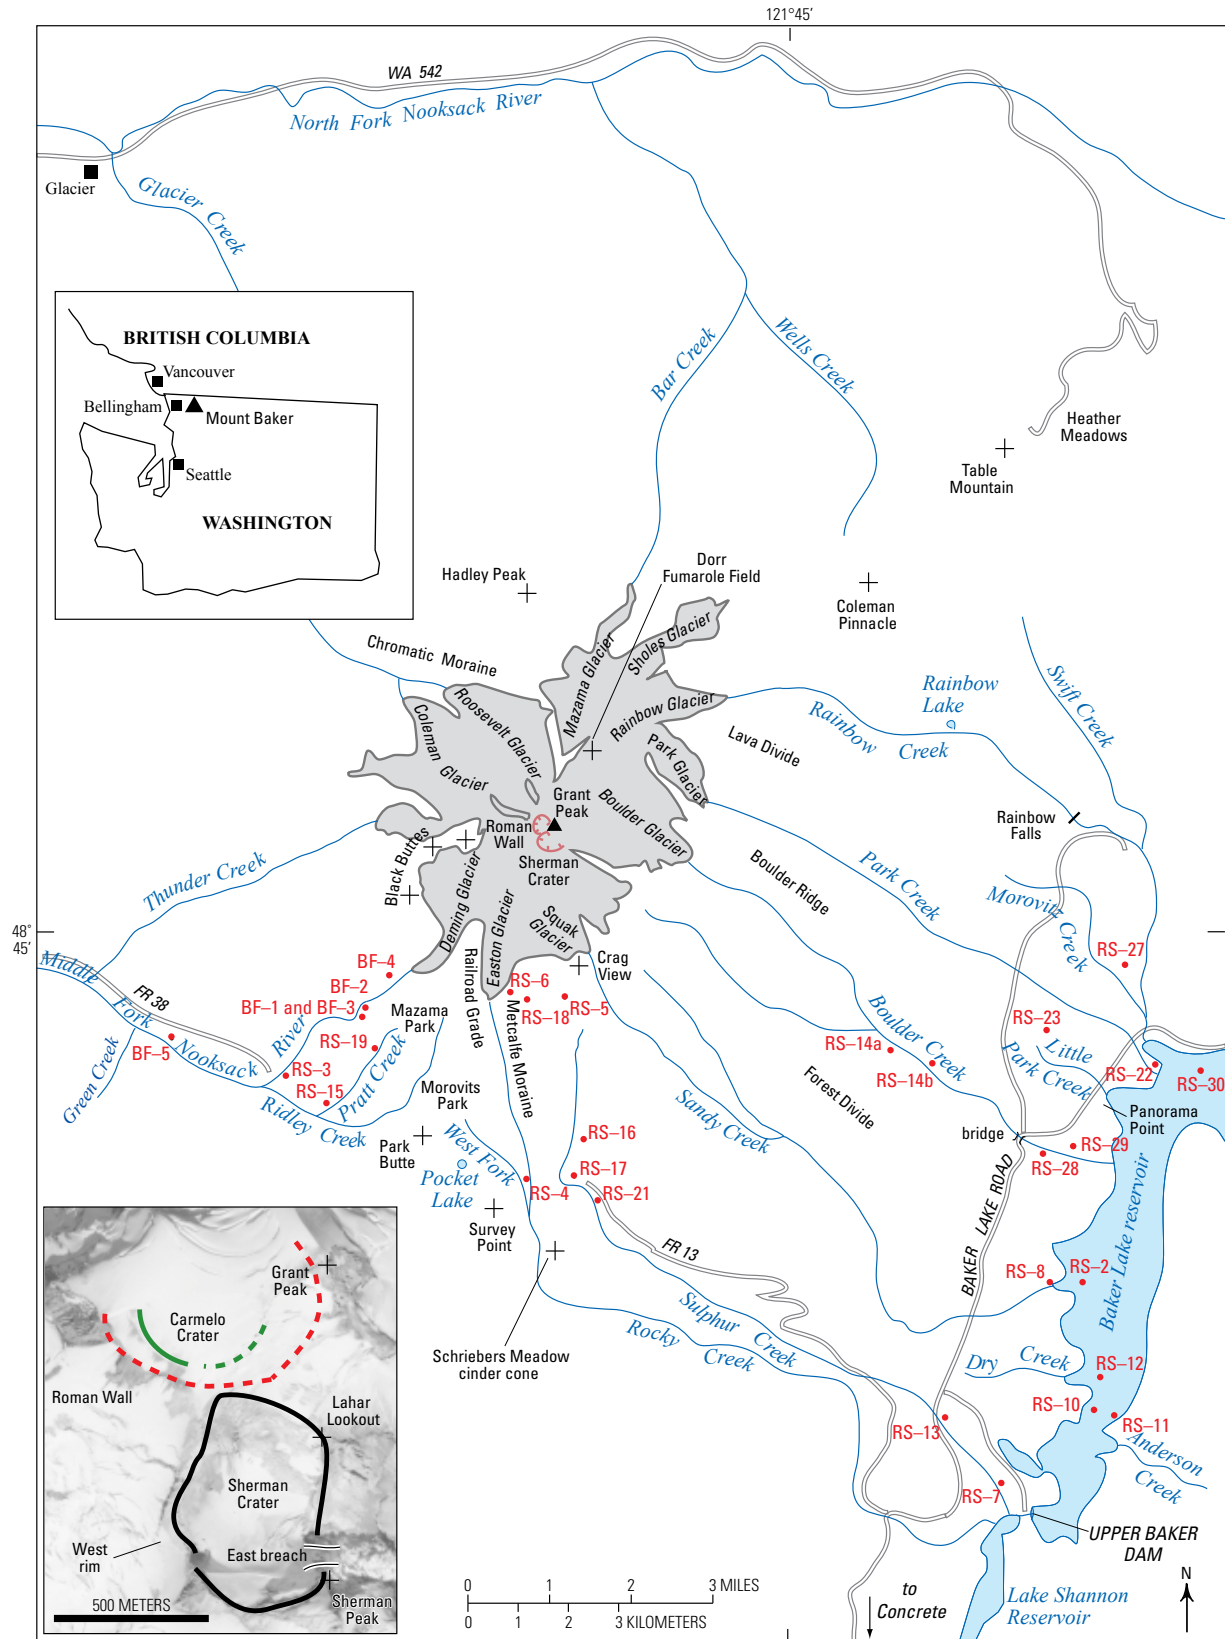 121°45′
WA 542
North Fork Nooksack River
Glacier
Glacier Creek
BRITISH COLUMBIA
Vancouver
Bellingham
Mount Baker
Seattle
WASHINGTON
Bar Creek
Wells Creek
Heather
Meadows
Table
Mountain
Dorr
Fumarole Field
Hadley Peak
Coleman
Pinnacle
Chromatic Moraine
Mazama Glacier
Sholes Glacier
Rainbow Glacier
Roosevelt Glacier
Coleman Glacier
Park Glacier
Lava Divide
Rainbow
Lake
Rainbow Creek
Swift Creek
Grant
Peak
Boulder Glacier
Roman
Wall
Sherman
Crater
Rainbow
Falls
Black Buttes
Thunder Creek
Deming Glacier
Easton Glacier
Squak
Glacier
Boulder Ridge
Park Creek
Morovitz
Creek
48°
45′
Middle Fork Nooksack River
FR 38
BF–4
BF–2
BF–1 and BF–3
BF–5
Green Creek
RS–19
RS–3
RS–15
Mazama
Park
Pratt Creek
Ridley Creek
Railroad Grade
Metcalfe Moraine
RS–6
RS–18
RS–5
Crag
View
RS–27
RS–23
Little
Park Creek
RS–22
RS–30
RS–14a
RS–14b
Boulder Creek
Forest Divide
Sandy Creek
Morovits
Park
Park
Butte
West Fork
Pocket
Lake
RS–4
RS–16
RS–17
RS–21
Survey
Point
FR 13
bridge
Panorama
Point
RS–29
RS–28
BAKER LAKE ROAD
Baker Lake reservoir
RS–8
RS–2
Sulphur Creek
Rocky Creek
Schriebers Meadow
cinder cone
Dry Creek
RS–12
RS–10
RS–11
RS–13
Anderson
Creek
RS–7
UPPER BAKER
DAM
Lake Shannon
Reservoir
to
Concrete
N
0 1 2 3 MILES
0 1 2 3 KILOMETERS
Grant
Peak
Carmelo
Crater
Roman Wall
Lahar
Lookout
Sherman
Crater
West
rim
East breach
Sherman
Peak
500 METERS